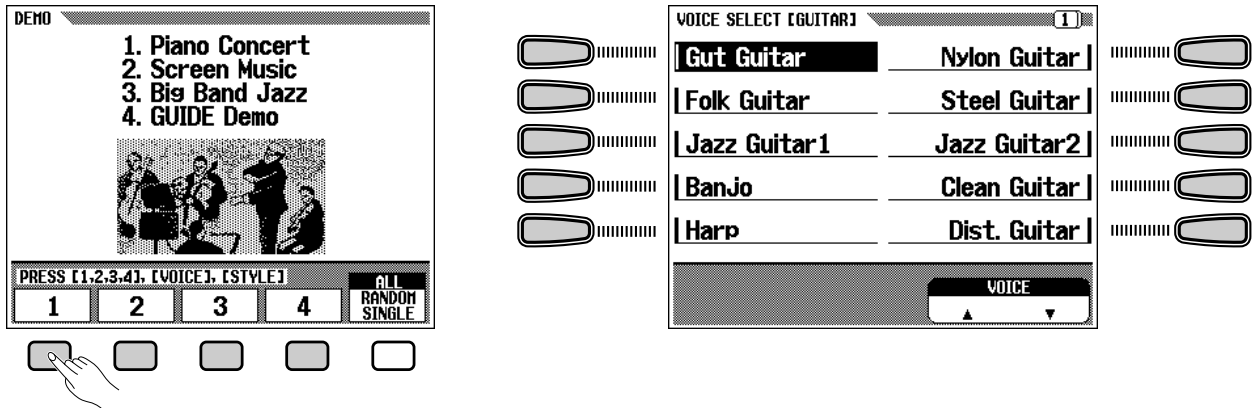 DEMO
1. Piano Concert
2. Screen Music
3. Big Band Jazz
4. GUIDE Demo
PRESS [1,2,3,4], [VOICE], [STYLE]
1 2 3 4
ALL
RANDOM
SINGLE
VOICE SELECT [GUITAR] 1
Gut Guitar Nylon Guitar
Folk Guitar Steel Guitar
Jazz Guitar1 Jazz Guitar2
Banjo Clean Guitar
Harp Dist. Guitar
VOICE
▲ ▼